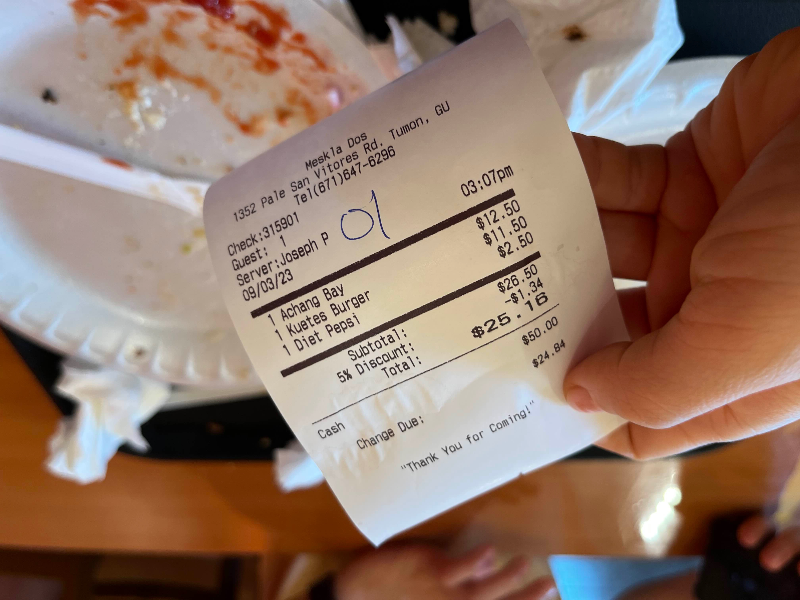 Meskla Dos
1352 Pale San Vitores Rd, Tumon, GU
Tel(671)647-6296
Check:315901
Guest: 1
01
Server:Joseph P
09/03/23 03:07pm
1 Achang Bay $12.50
1 Kuetes Burger $11.50
1 Diet Pepsi $2.50
Subtotal: $26.50
5% Discount: -$1.34
Total: $25.16
Cash $50.00
Change Due: $24.84
"Thank You for Coming!"